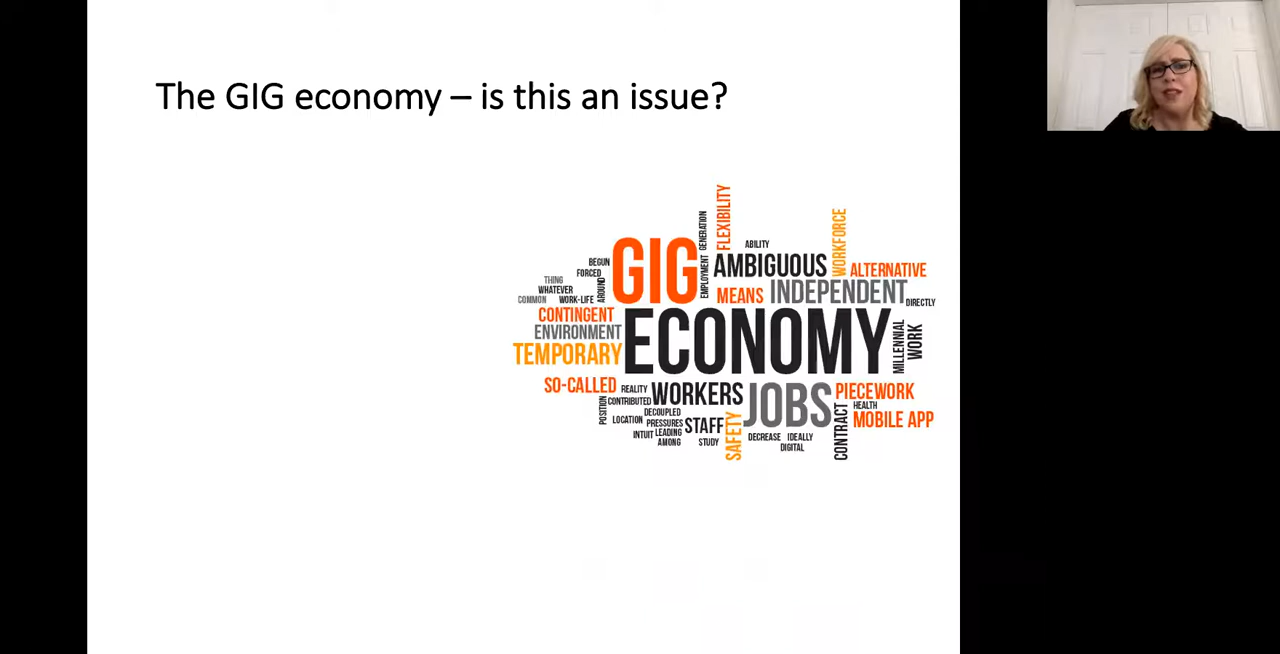 The GIG economy – is this an issue?
GENERATION
FLEXIBILITY
WORKFORCE
ABILITY
BEGUN
FORCED
THING
WHATEVER
COMMON
WORK-LIFE
AROUND
GIG
EMPLOYMENT
AMBIGUOUS
ALTERNATIVE
MEANS
INDEPENDENT
DIRECTLY
CONTINGENT
ENVIRONMENT
TEMPORARY
ECONOMY
MILLENNIAL
WORK
SO-CALLED
REALITY
WORKERS
JOBS
PIECEWORK
POSITION
CONTRIBUTED
DECOUPLED
LOCATION
PRESSURES
INTUIT
LEADING
AMONG
STAFF
STUDY
SAFETY
DECREASE
IDEALLY
DIGITAL
CONTRACT
HEALTH
MOBILE APP